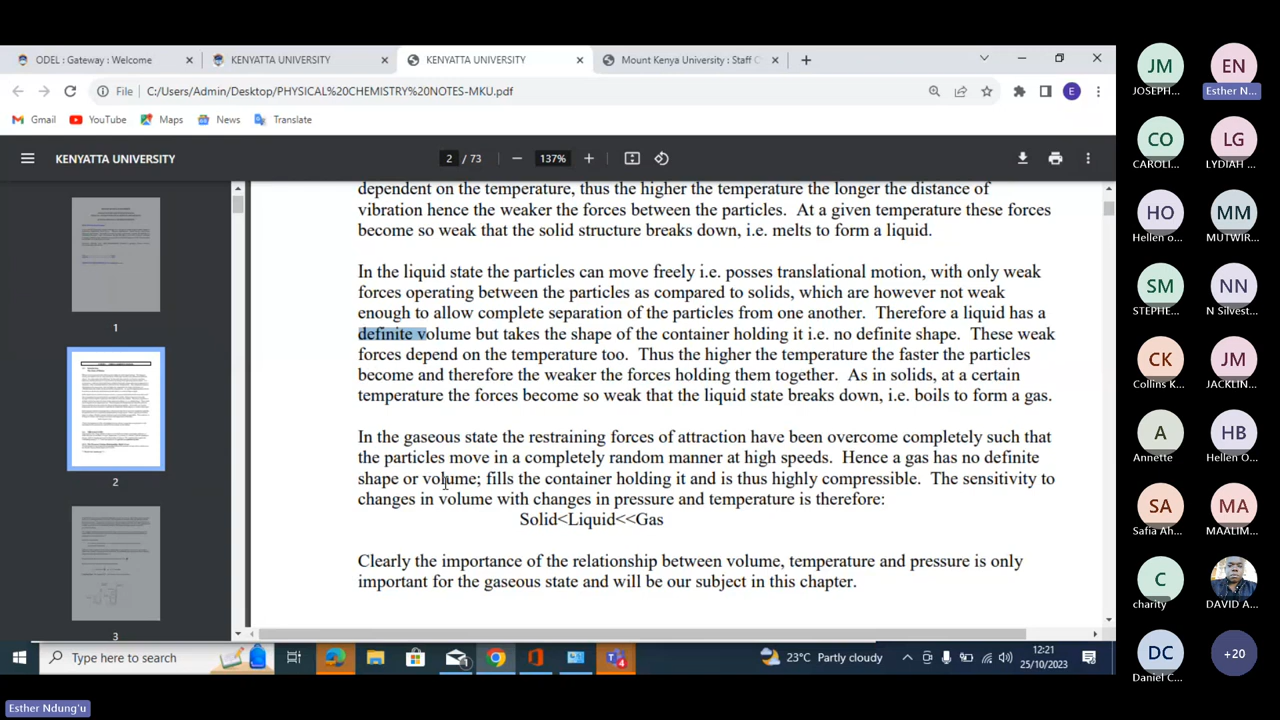 ODEL : Gateway : Welcome
KENYATTA UNIVERSITY
KENYATTA UNIVERSITY
Mount Kenya University : Staff C
File
C:/Users/Admin/Desktop/PHYSICAL%20CHEMISTRY%20NOTES-MKU.pdf
Gmail
YouTube
Maps
News
Translate
KENYATTA UNIVERSITY
2 / 73
137%
1
2
3
dependent on the temperature, thus the higher the temperature the longer the distance of
vibration hence the weaker the forces between the particles. At a given temperature these forces
become so weak that the solid structure breaks down, i.e. melts to form a liquid.
In the liquid state the particles can move freely i.e. posses translational motion, with only weak
forces operating between the particles as compared to solids, which are however not weak
enough to allow complete separation of the particles from one another. Therefore a liquid has a
definite volume but takes the shape of the container holding it i.e. no definite shape. These weak
forces depend on the temperature too. Thus the higher the temperature the faster the particles
become and therefore the weaker the forces holding them together. As in solids, at a certain
temperature the forces become so weak that the liquid state breaks down, i.e. boils to form a gas.
In the gaseous state the restraining forces of attraction have been overcome completely such that
the particles move in a completely random manner at high speeds. Hence a gas has no definite
shape or volume; fills the container holding it and is thus highly compressible. The sensitivity to
changes in volume with changes in pressure and temperature is therefore:
Solid<Liquid<<Gas
Clearly the importance of the relationship between volume, temperature and pressure is only
important for the gaseous state and will be our subject in this chapter.
Type here to search
1
4
23°C Partly cloudy
12:21
25/10/2023
E
JM
JOSEPH...
EN
Esther N...
CO
CAROLI...
LG
LYDIAH ...
HO
Hellen o...
MM
MUTWIR...
SM
STEPHE...
NN
N Silvest...
CK
Collins K...
JM
JACKLIN...
A
Annette
HB
Hellen O...
SA
Safia Ah...
MA
MAALIM...
C
charity
DAVID A...
DC
Daniel C...
+20
Esther Ndung'u